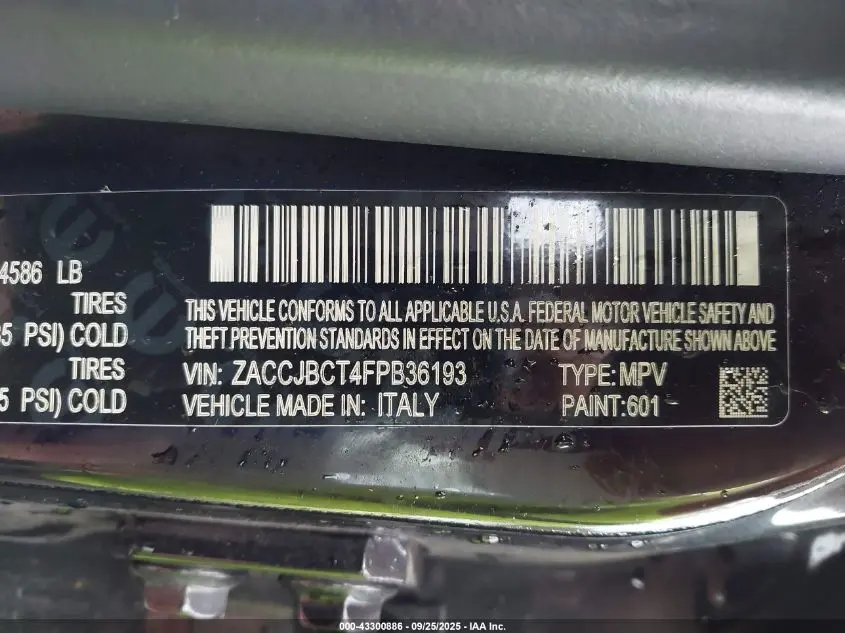 4586 LB
TIRES
35 PSI) COLD
TIRES
5 PSI) COLD
THIS VEHICLE CONFORMS TO ALL APPLICABLE U.S.A. FEDERAL MOTOR VEHICLE SAFETY AND
THEFT PREVENTION STANDARDS IN EFFECT ON THE DATE OF MANUFACTURE SHOWN ABOVE
VIN: ZACCJBCT4FPB36193 TYPE: MPV
VEHICLE MADE IN: ITALY PAINT:601
000-43300886 - 09/25/2025 - IAA Inc.